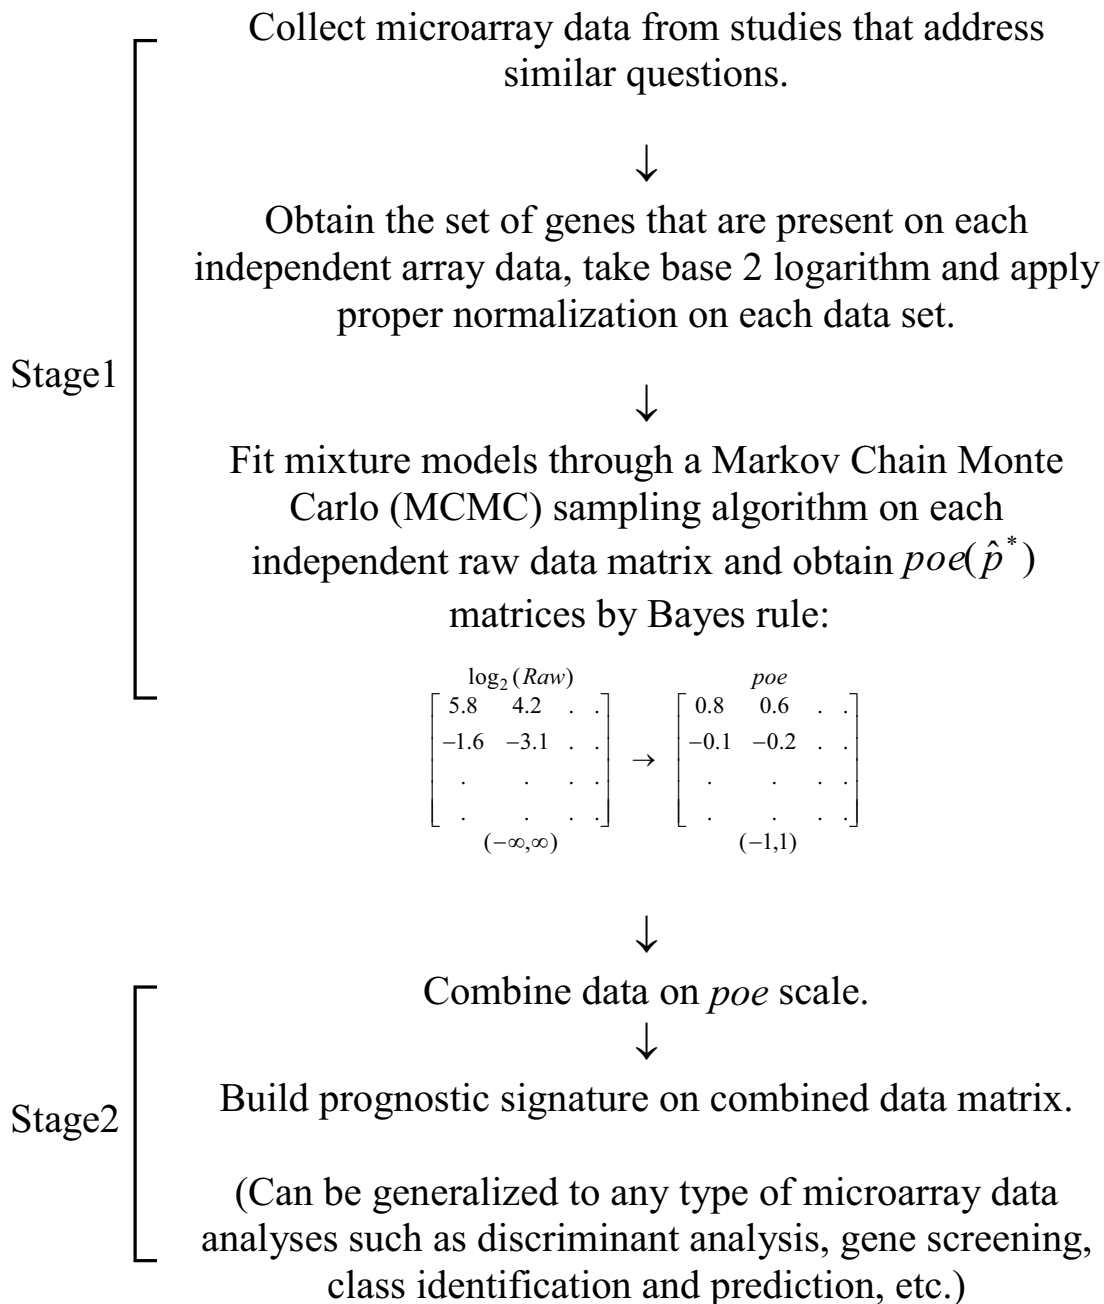 Collect microarray data from studies that address
similar questions.
↓
Obtain the set of genes that are present on each
independent array data, take base 2 logarithm and apply
proper normalization on each data set.
Stage1
↓
Fit mixture models through a Markov Chain Monte
Carlo (MCMC) sampling algorithm on each
independent raw data matrix and obtain poe(p̂*)
matrices by Bayes rule:
log₂(Raw) poe
5.8 4.2 . . 0.8 0.6 . .
−1.6 −3.1 . . → −0.1 −0.2 . .
. . . . . . . .
. . . . . . . .
(−∞,∞) (−1,1)
↓
Combine data on poe scale.
↓
Build prognostic signature on combined data matrix.
Stage2
(Can be generalized to any type of microarray data
analyses such as discriminant analysis, gene screening,
class identification and prediction, etc.)